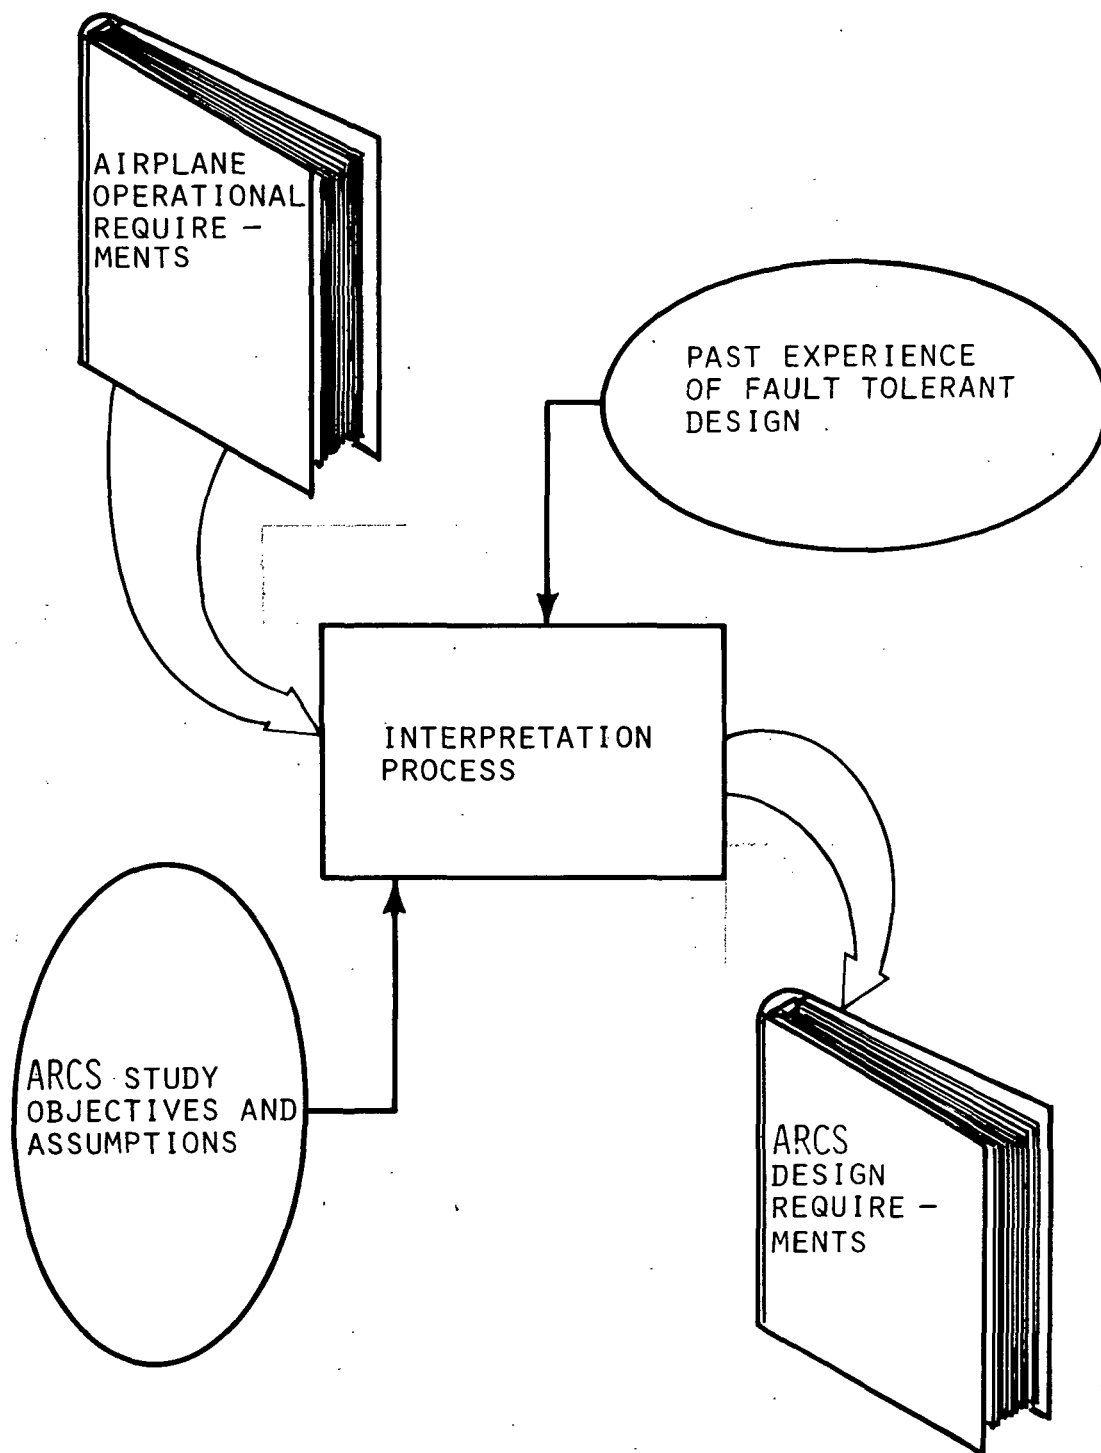 AIRPLANE
OPERATIONAL
REQUIRE -
MENTS
PAST EXPERIENCE
OF FAULT TOLERANT
DESIGN
INTERPRETATION
PROCESS
ARCS STUDY
OBJECTIVES AND
ASSUMPTIONS
ARCS
DESIGN
REQUIRE -
MENTS